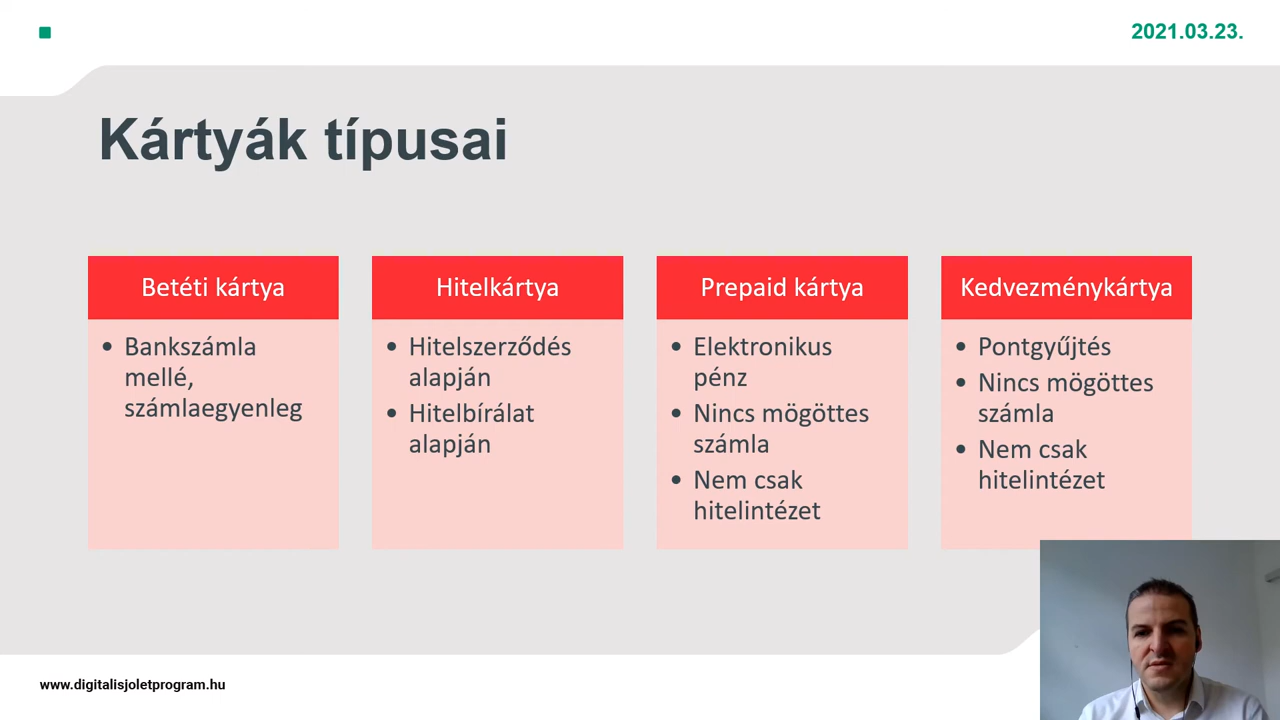 2021.03.23.
Kártyák típusai
Betéti kártya
• Bankszámla
mellé,
számlaegyenleg
Hitelkártya
• Hitelszerződés
alapján
• Hitelbírálat
alapján
Prepaid kártya
• Elektronikus
pénz
• Nincs mögöttes
számla
• Nem csak
hitelintézet
Kedvezménykártya
• Pontgyűjtés
• Nincs mögöttes
számla
• Nem csak
hitelintézet
www.digitalisjoletprogram.hu